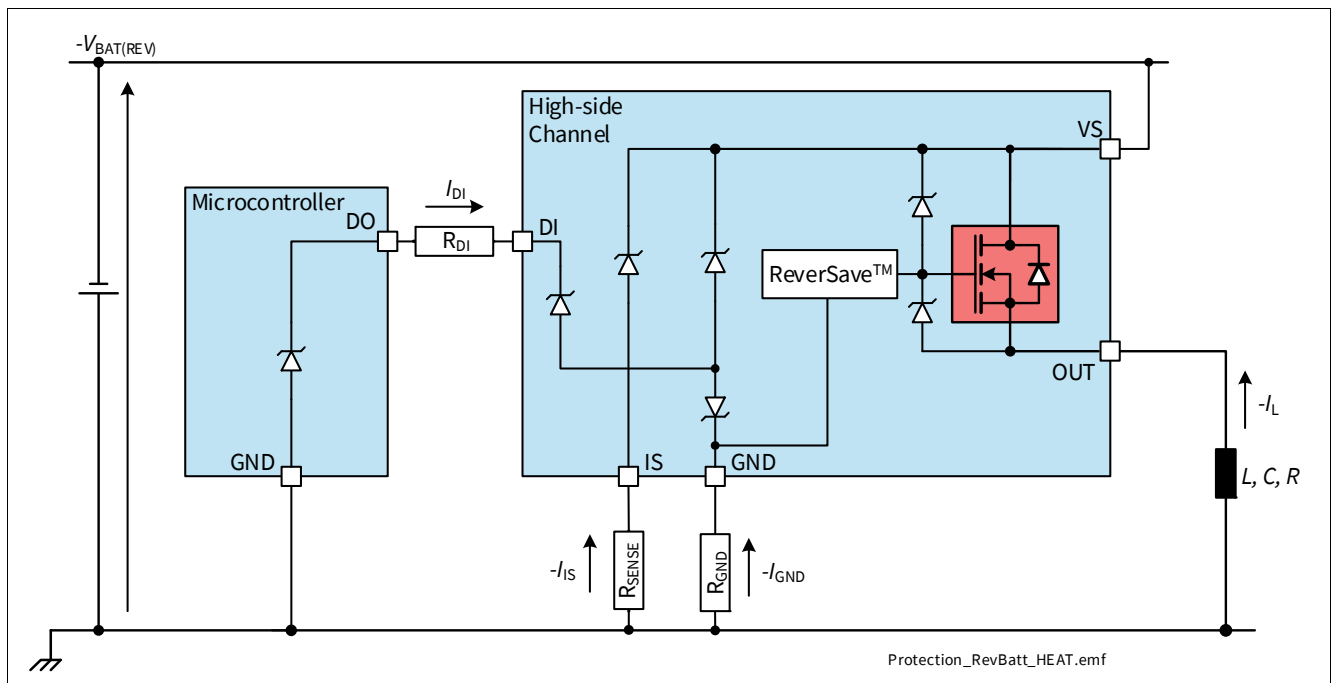 -VBAT(REV)
High-side
Channel
VS
Microcontroller
DO
IDI
RDI
DI
ReverSave™
OUT
-IL
GND
IS
GND
L, C, R
-IIS
RSENSE
RGND
-IGND
Protection_RevBatt_HEAT.emf